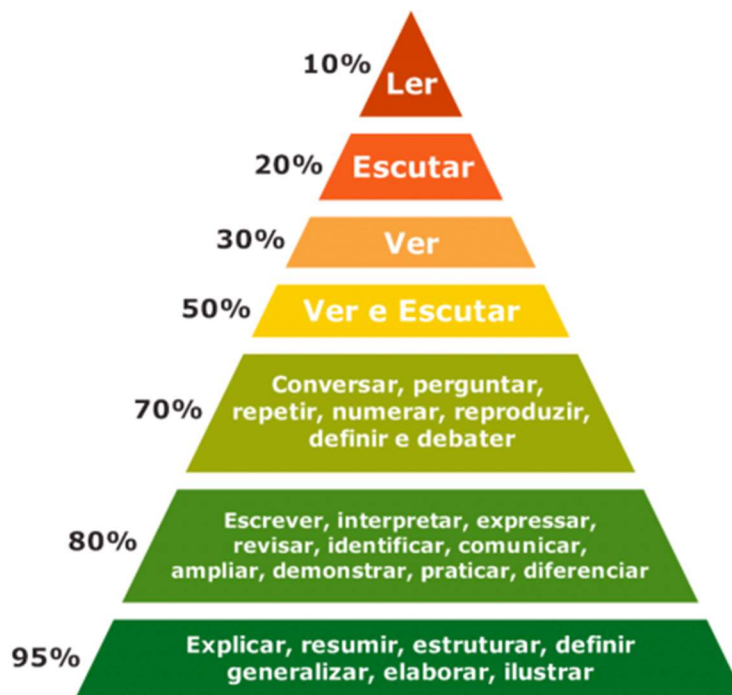 10%
Ler
20%
Escutar
30%
Ver
50%
Ver e Escutar
70%
Conversar, perguntar,
repetir, numerar, reproduzir,
definir e debater
80%
Escrever, interpretar, expressar,
revisar, identificar, comunicar,
ampliar, demonstrar, praticar, diferenciar
95%
Explicar, resumir, estruturar, definir
generalizar, elaborar, ilustrar